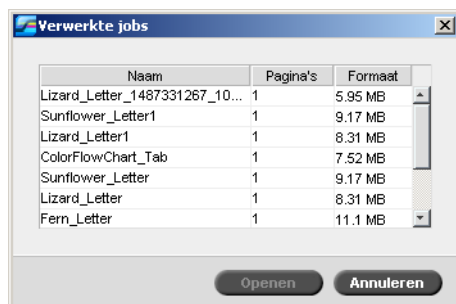 Verwerkte jobs
Naam Pagina's Formaat
Lizard_Letter_1487331267_10... 1 5.95 MB
Sunflower_Letter1 1 9.17 MB
Lizard_Letter1 1 8.31 MB
ColorFlowChart_Tab 1 7.52 MB
Sunflower_Letter 1 9.17 MB
Lizard_Letter 1 8.31 MB
Fern_Letter 1 11.1 MB
Openen Annuleren